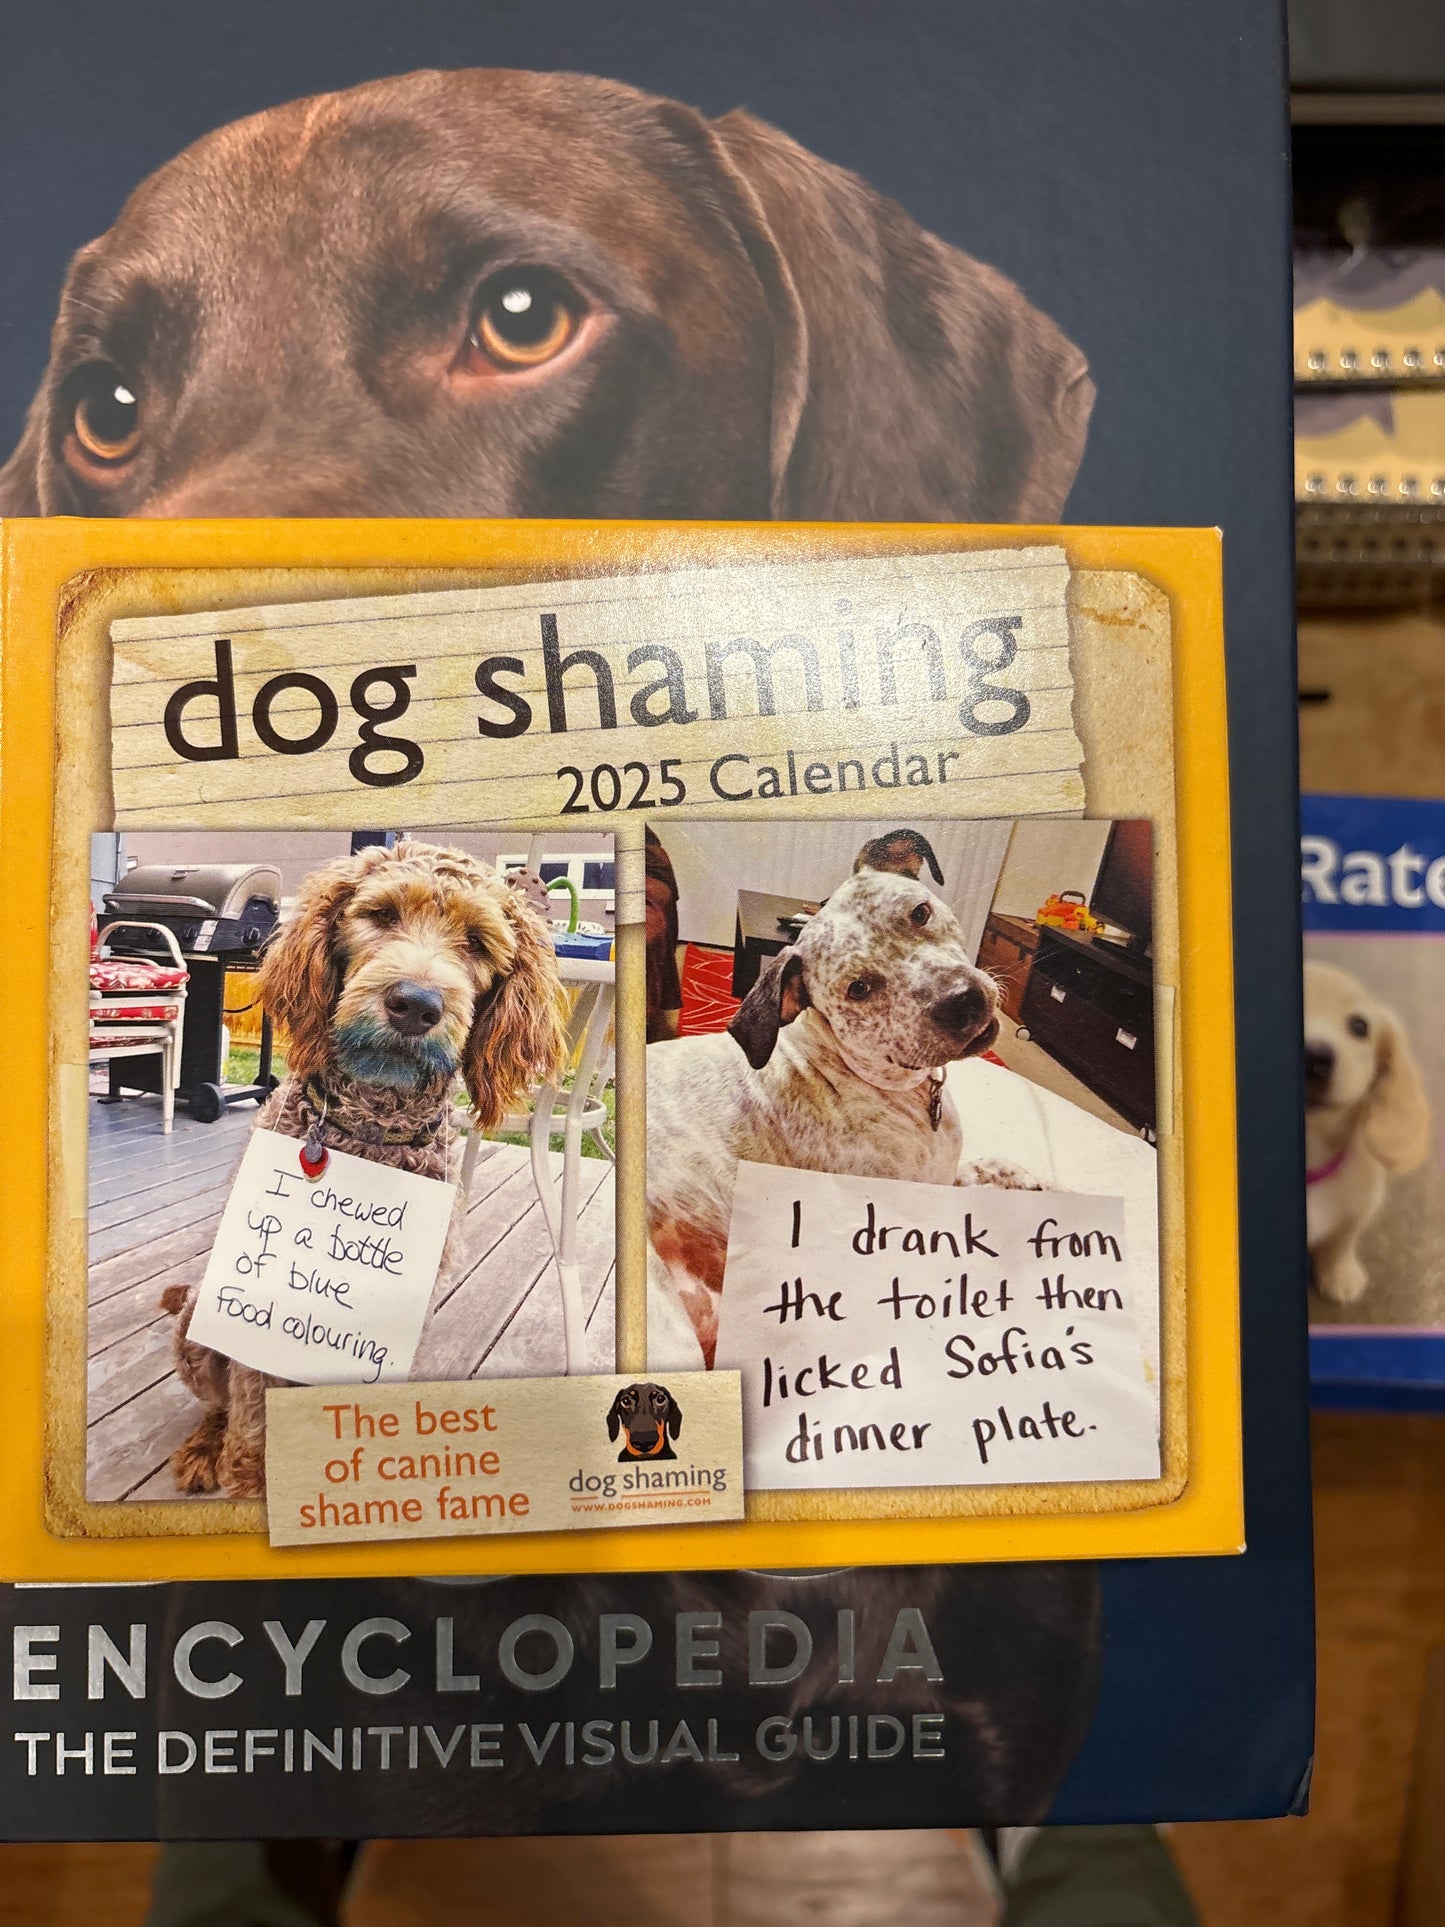 dog shaming
2025 Calendar
I chewed
up a bottle
of blue
Food colouring.
I drank from
the toilet then
licked Sofia's
dinner plate.
The best
of canine
shame fame
dog shaming
WWW.DOGSHAMING.COM
ENCYCLOPEDIA
THE DEFINITIVE VISUAL GUIDE